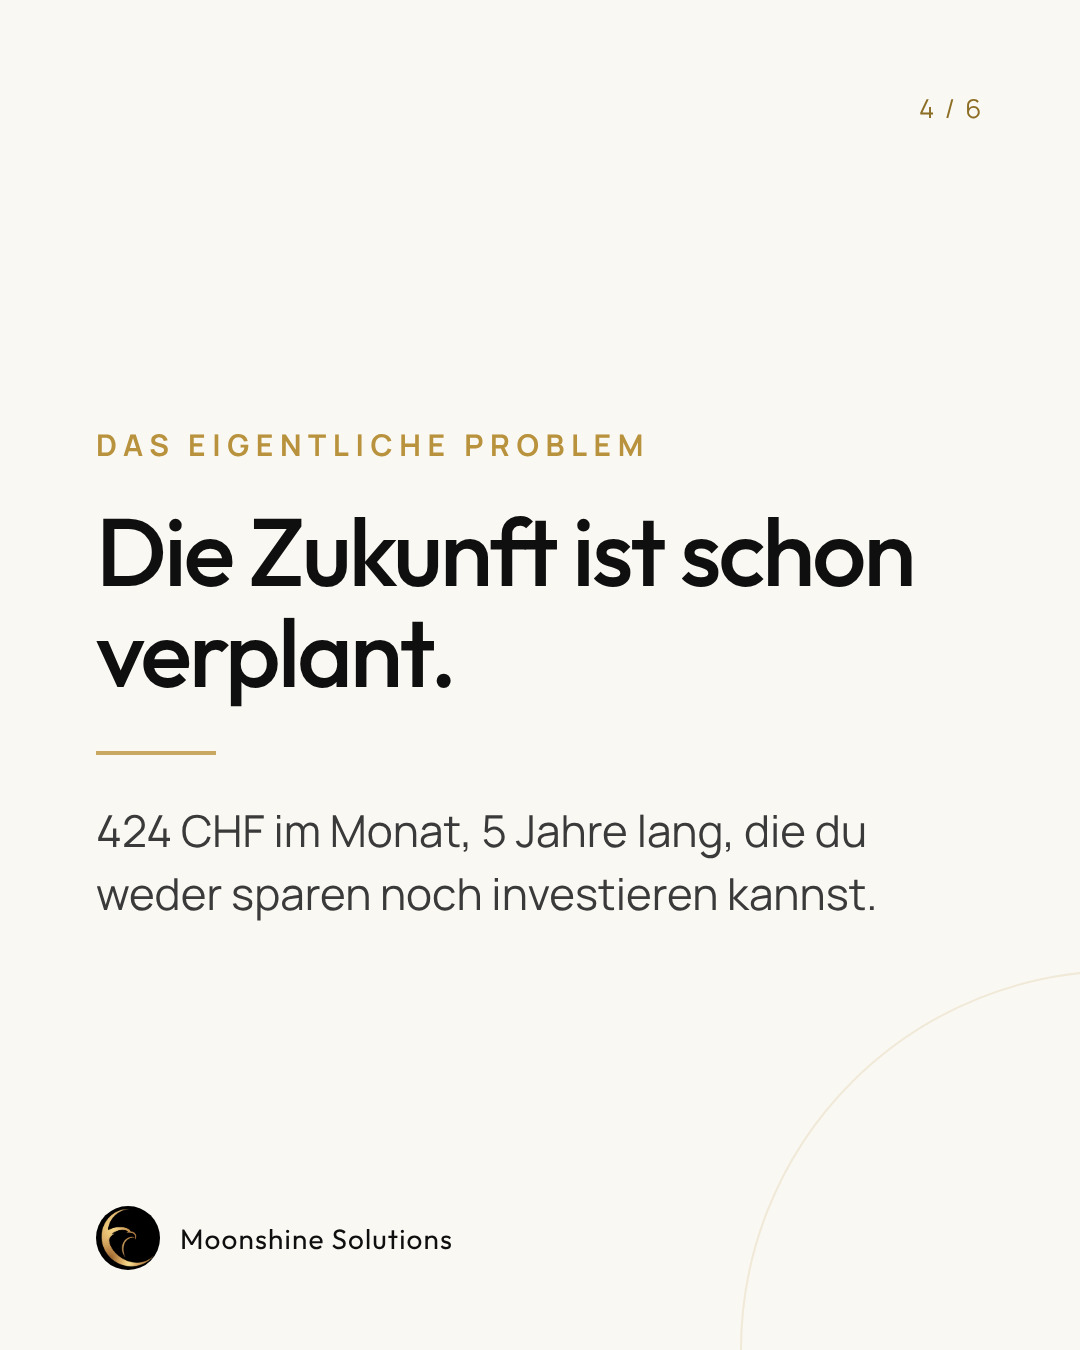 4 / 6
DAS EIGENTLICHE PROBLEM
Die Zukunft ist schon
verplant.
424 CHF im Monat, 5 Jahre lang, die du
weder sparen noch investieren kannst.
Moonshine Solutions